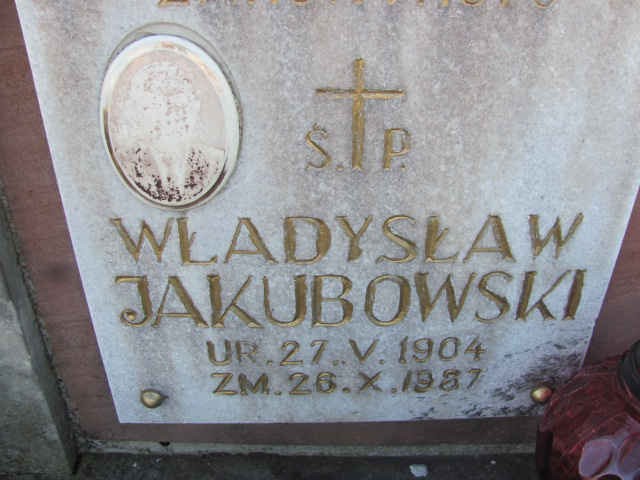 Ś. P.
WŁADYSŁAW
JAKUBOWSKI
UR. 27. V. 1904
ZM. 26. X. 1987